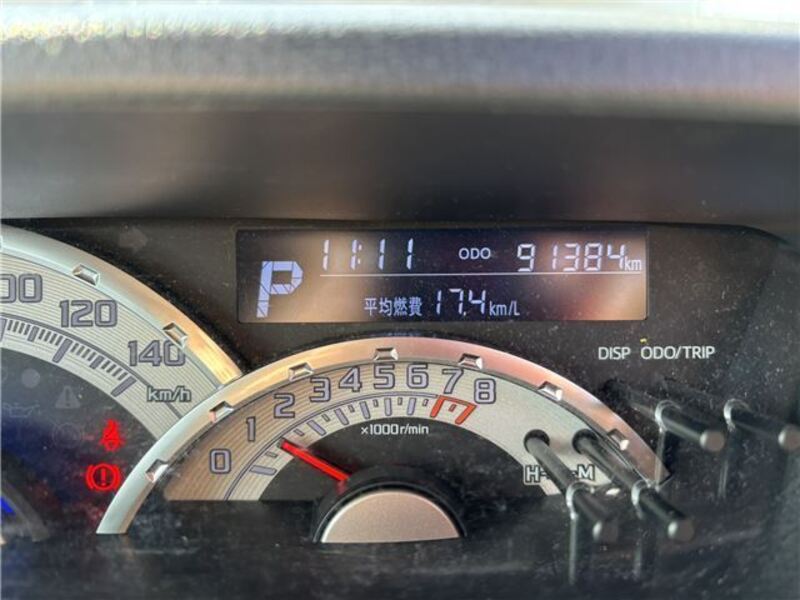 11:11 ODO 91384km
P
平均燃費 17.4km/L
120
140
km/h
DISP ODO/TRIP
0 1 2 3 4 5 6 7 8
×1000r/min
H M